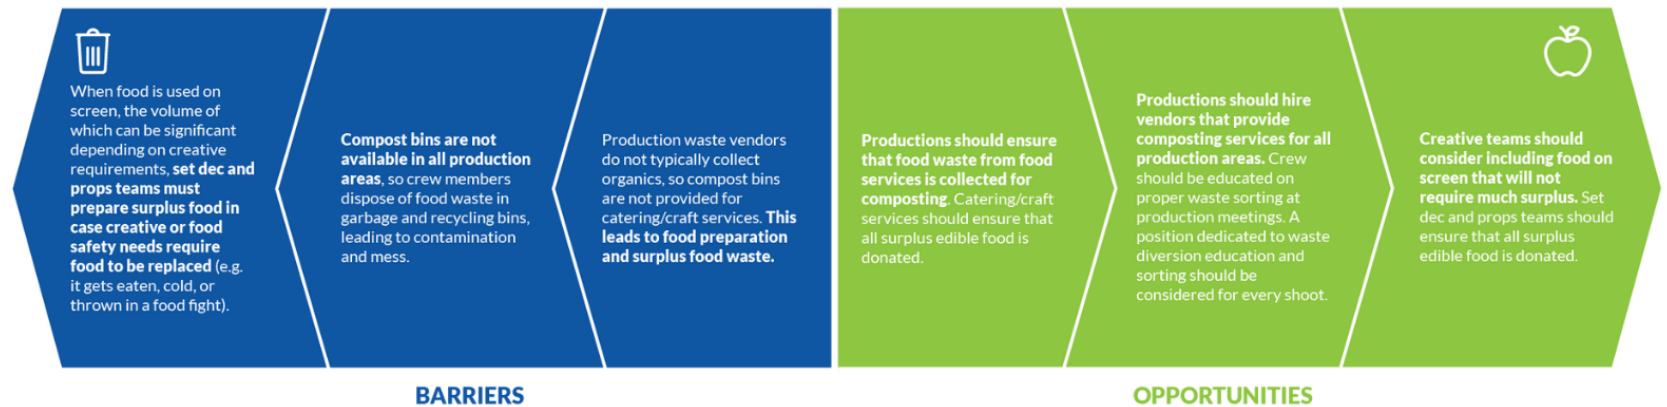 When food is used on
screen, the volume of
which can be significant
depending on creative
requirements, set dec and
props teams must
prepare surplus food in
case creative or food
safety needs require
food to be replaced (e.g.
it gets eaten, cold, or
thrown in a food fight).
Compost bins are not
available in all production
areas, so crew members
dispose of food waste in
garbage and recycling bins,
leading to contamination
and mess.
Production waste vendors
do not typically collect
organics, so compost bins
are not provided for
catering/craft services. This
leads to food preparation
and surplus food waste.
Productions should ensure
that food waste from food
services is collected for
composting. Catering/craft
services should ensure that
all surplus edible food is
donated.
Productions should hire
vendors that provide
composting services for all
production areas. Crew
should be educated on
proper waste sorting at
production meetings. A
position dedicated to waste
diversion education and
sorting should be
considered for every shoot.
Creative teams should
consider including food on
screen that will not
require much surplus. Set
dec and props teams should
ensure that all surplus
edible food is donated.
BARRIERS
OPPORTUNITIES